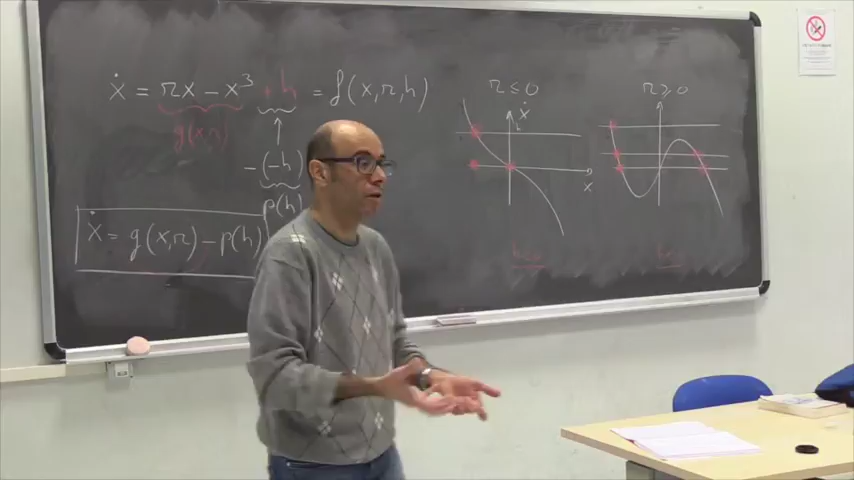 ẋ = rx − x³ + h = f(x,r,h)
g(x,r)
−(−h)
p(h)
ẋ = g(x,r) − p(h)
r ≤ 0
ẋ
x
r ≥ 0